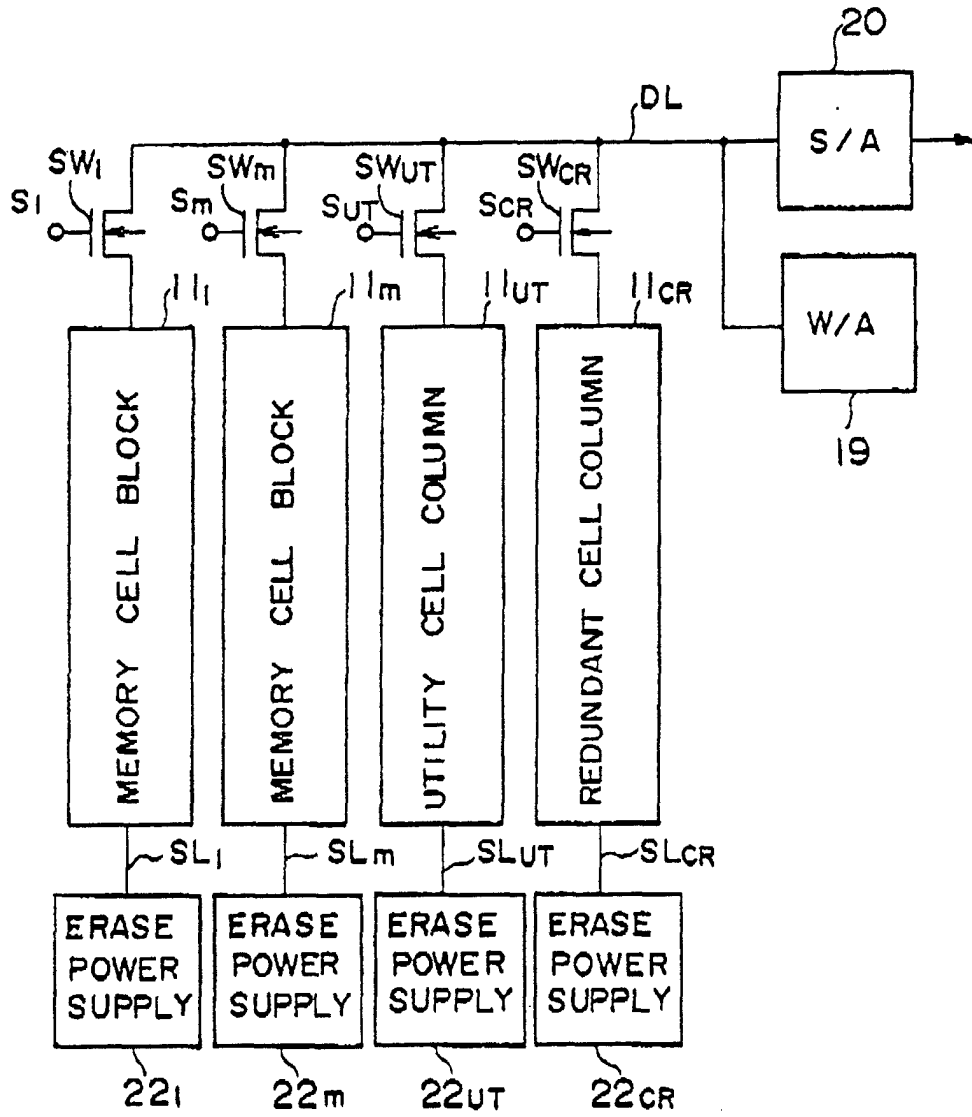 20
DL
S/A
SW1
SWm
SWUT
SWCR
S1
Sm
SUT
SCR
111
11m
11UT
11CR
W/A
19
MEMORY CELL BLOCK
MEMORY CELL BLOCK
UTILITY CELL COLUMN
REDUNDANT CELL COLUMN
SL1
SLm
SLUT
SLCR
ERASE
POWER
SUPPLY
ERASE
POWER
SUPPLY
ERASE
POWER
SUPPLY
ERASE
POWER
SUPPLY
221
22m
22UT
22CR